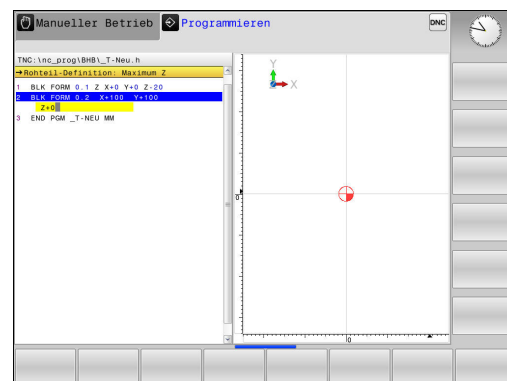 Manueller Betrieb
Programmieren
DNC
TNC:\nc_prog\BHB\_T-Neu.h
→Rohteil-Definition: Maximum Z
1 BLK FORM 0.1 Z X+0 Y+0 Z-20
2 BLK FORM 0.2 X+100 Y+100
Z+0
3 END PGM _T-NEU MM
Y
X
0
0